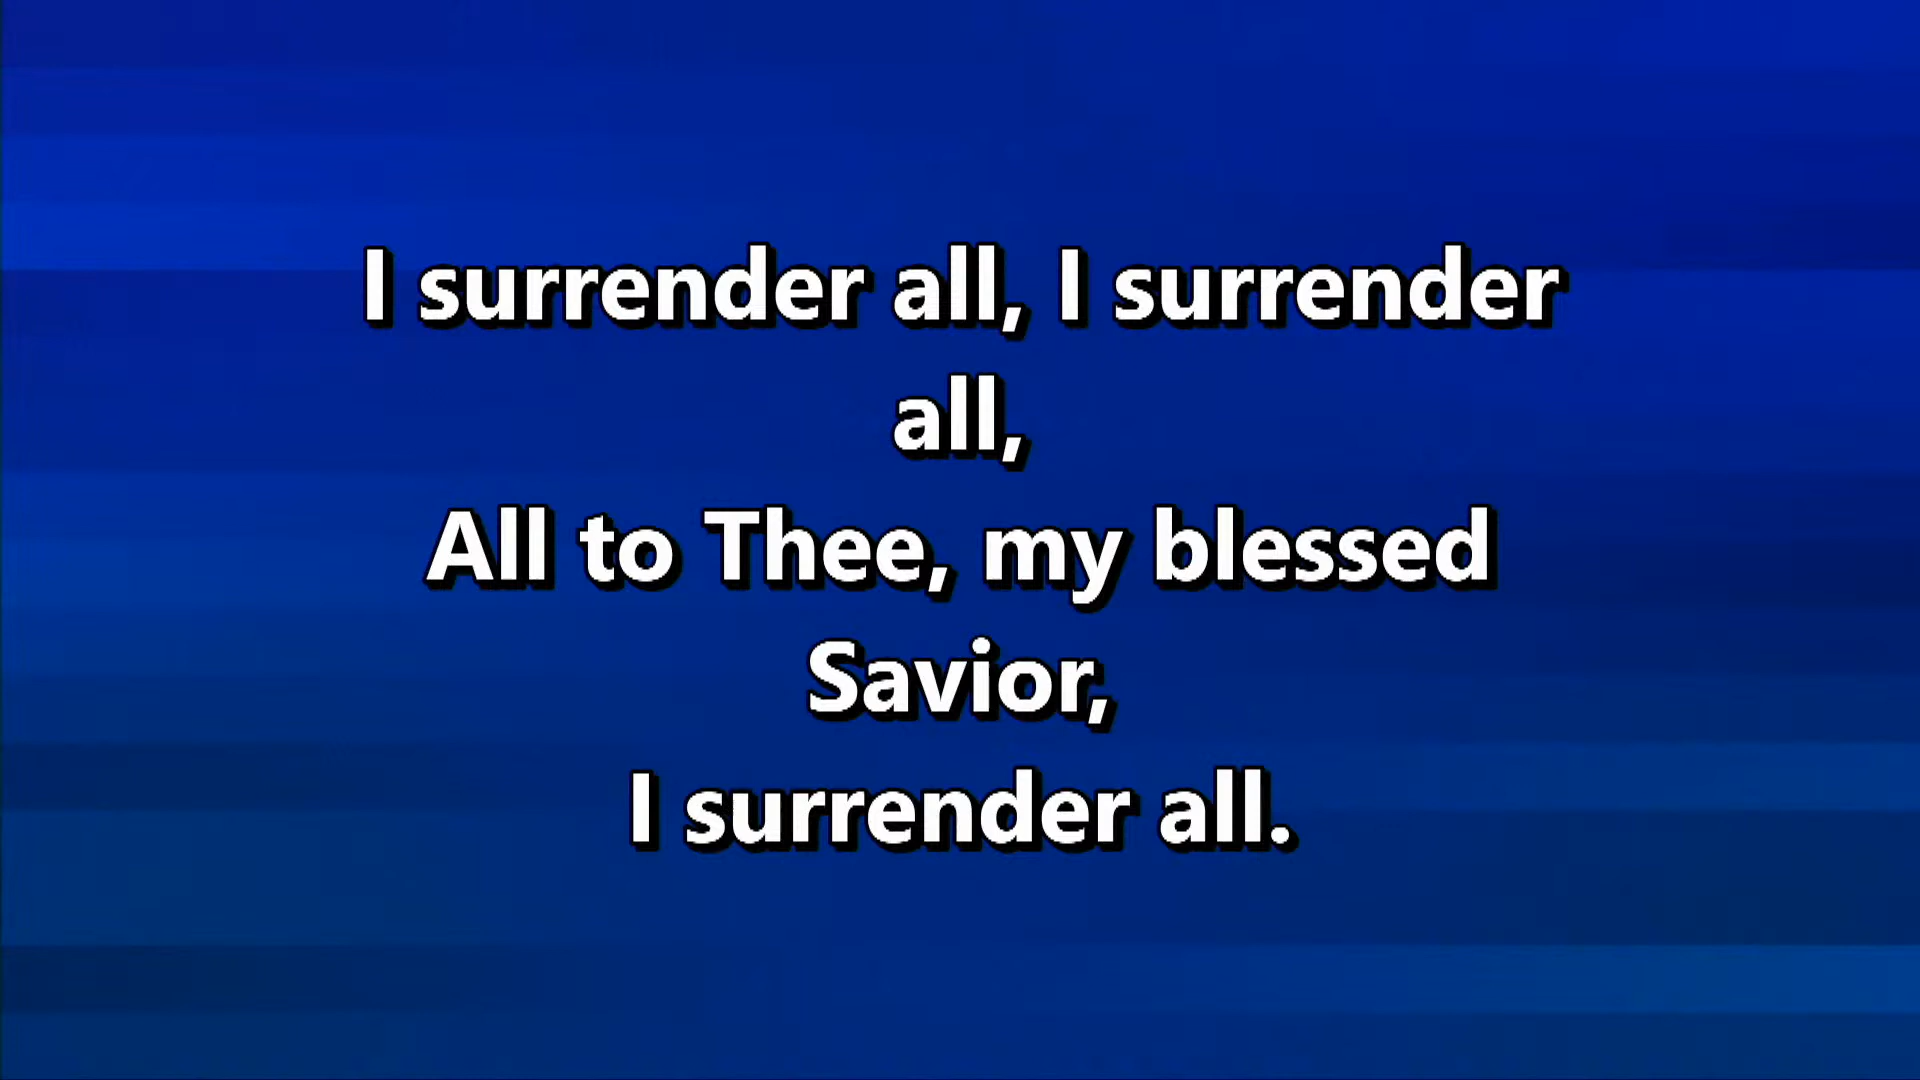 I surrender all, I surrender
all,
All to Thee, my blessed
Savior,
I surrender all.